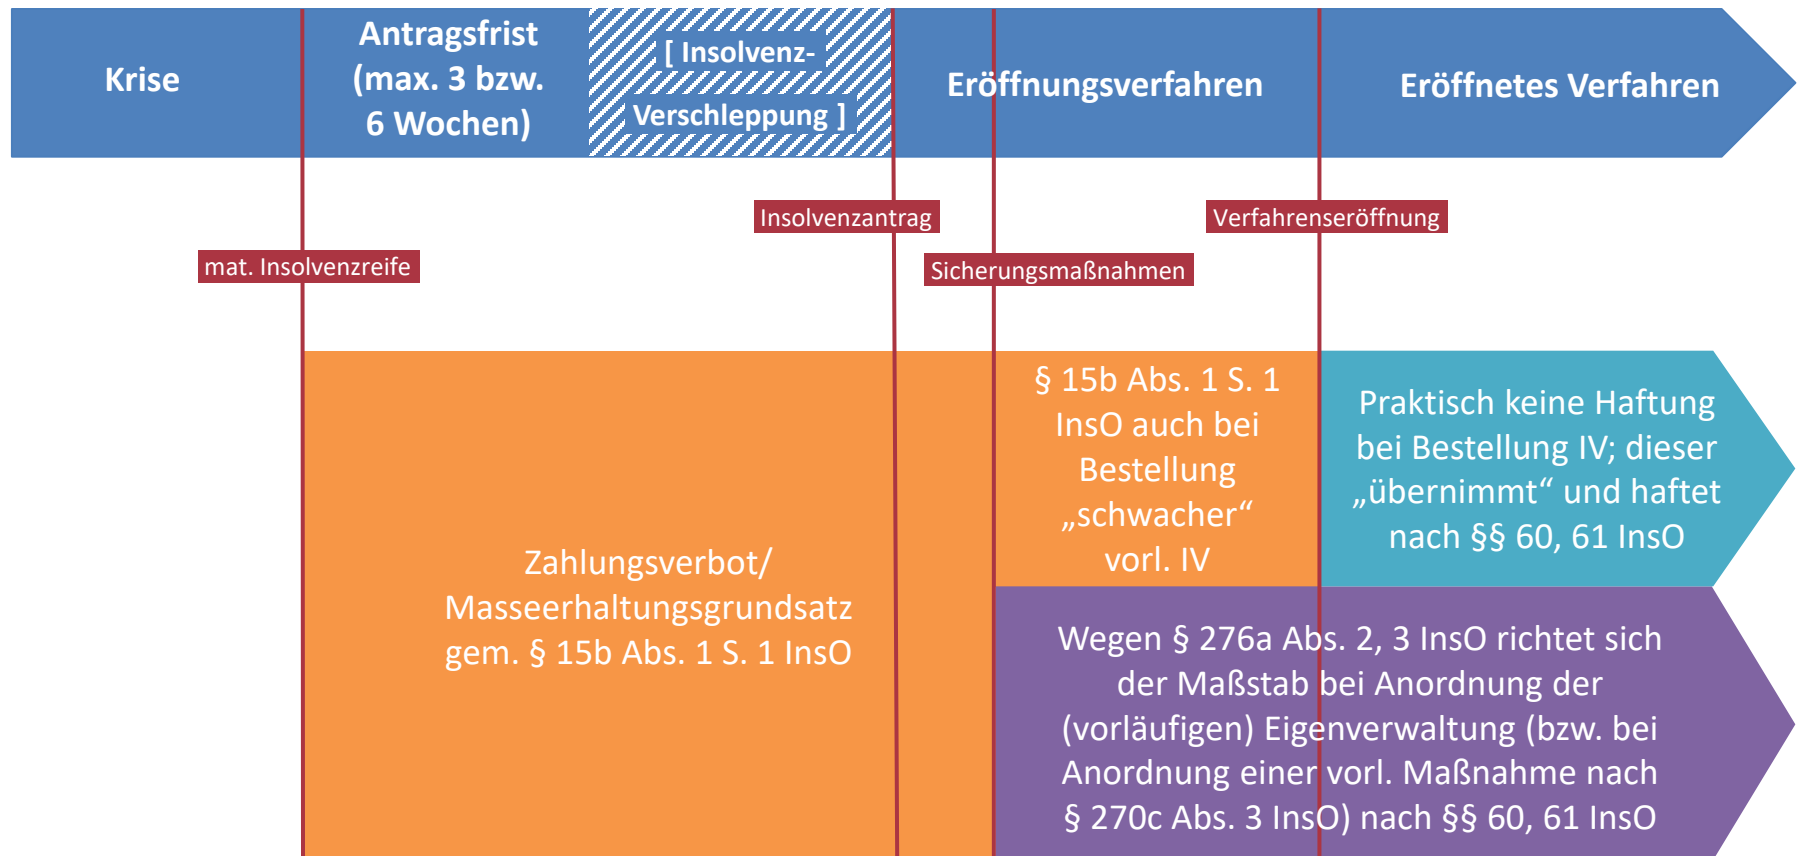 Krise
Antragsfrist
(max. 3 bzw.
6 Wochen)
[ Insolvenz-
Verschleppung ]
Eröffnungsverfahren
Eröffnetes Verfahren
Insolvenzantrag
Verfahrenseröffnung
mat. Insolvenzreife
Sicherungsmaßnahmen
Zahlungsverbot/
Masseerhaltungsgrundsatz
gem. § 15b Abs. 1 S. 1 InsO
§ 15b Abs. 1 S. 1
InsO auch bei
Bestellung
„schwacher“
vorl. IV
Praktisch keine Haftung
bei Bestellung IV; dieser
„übernimmt“ und haftet
nach §§ 60, 61 InsO
Wegen § 276a Abs. 2, 3 InsO richtet sich
der Maßstab bei Anordnung der
(vorläufigen) Eigenverwaltung (bzw. bei
Anordnung einer vorl. Maßnahme nach
§ 270c Abs. 3 InsO) nach §§ 60, 61 InsO